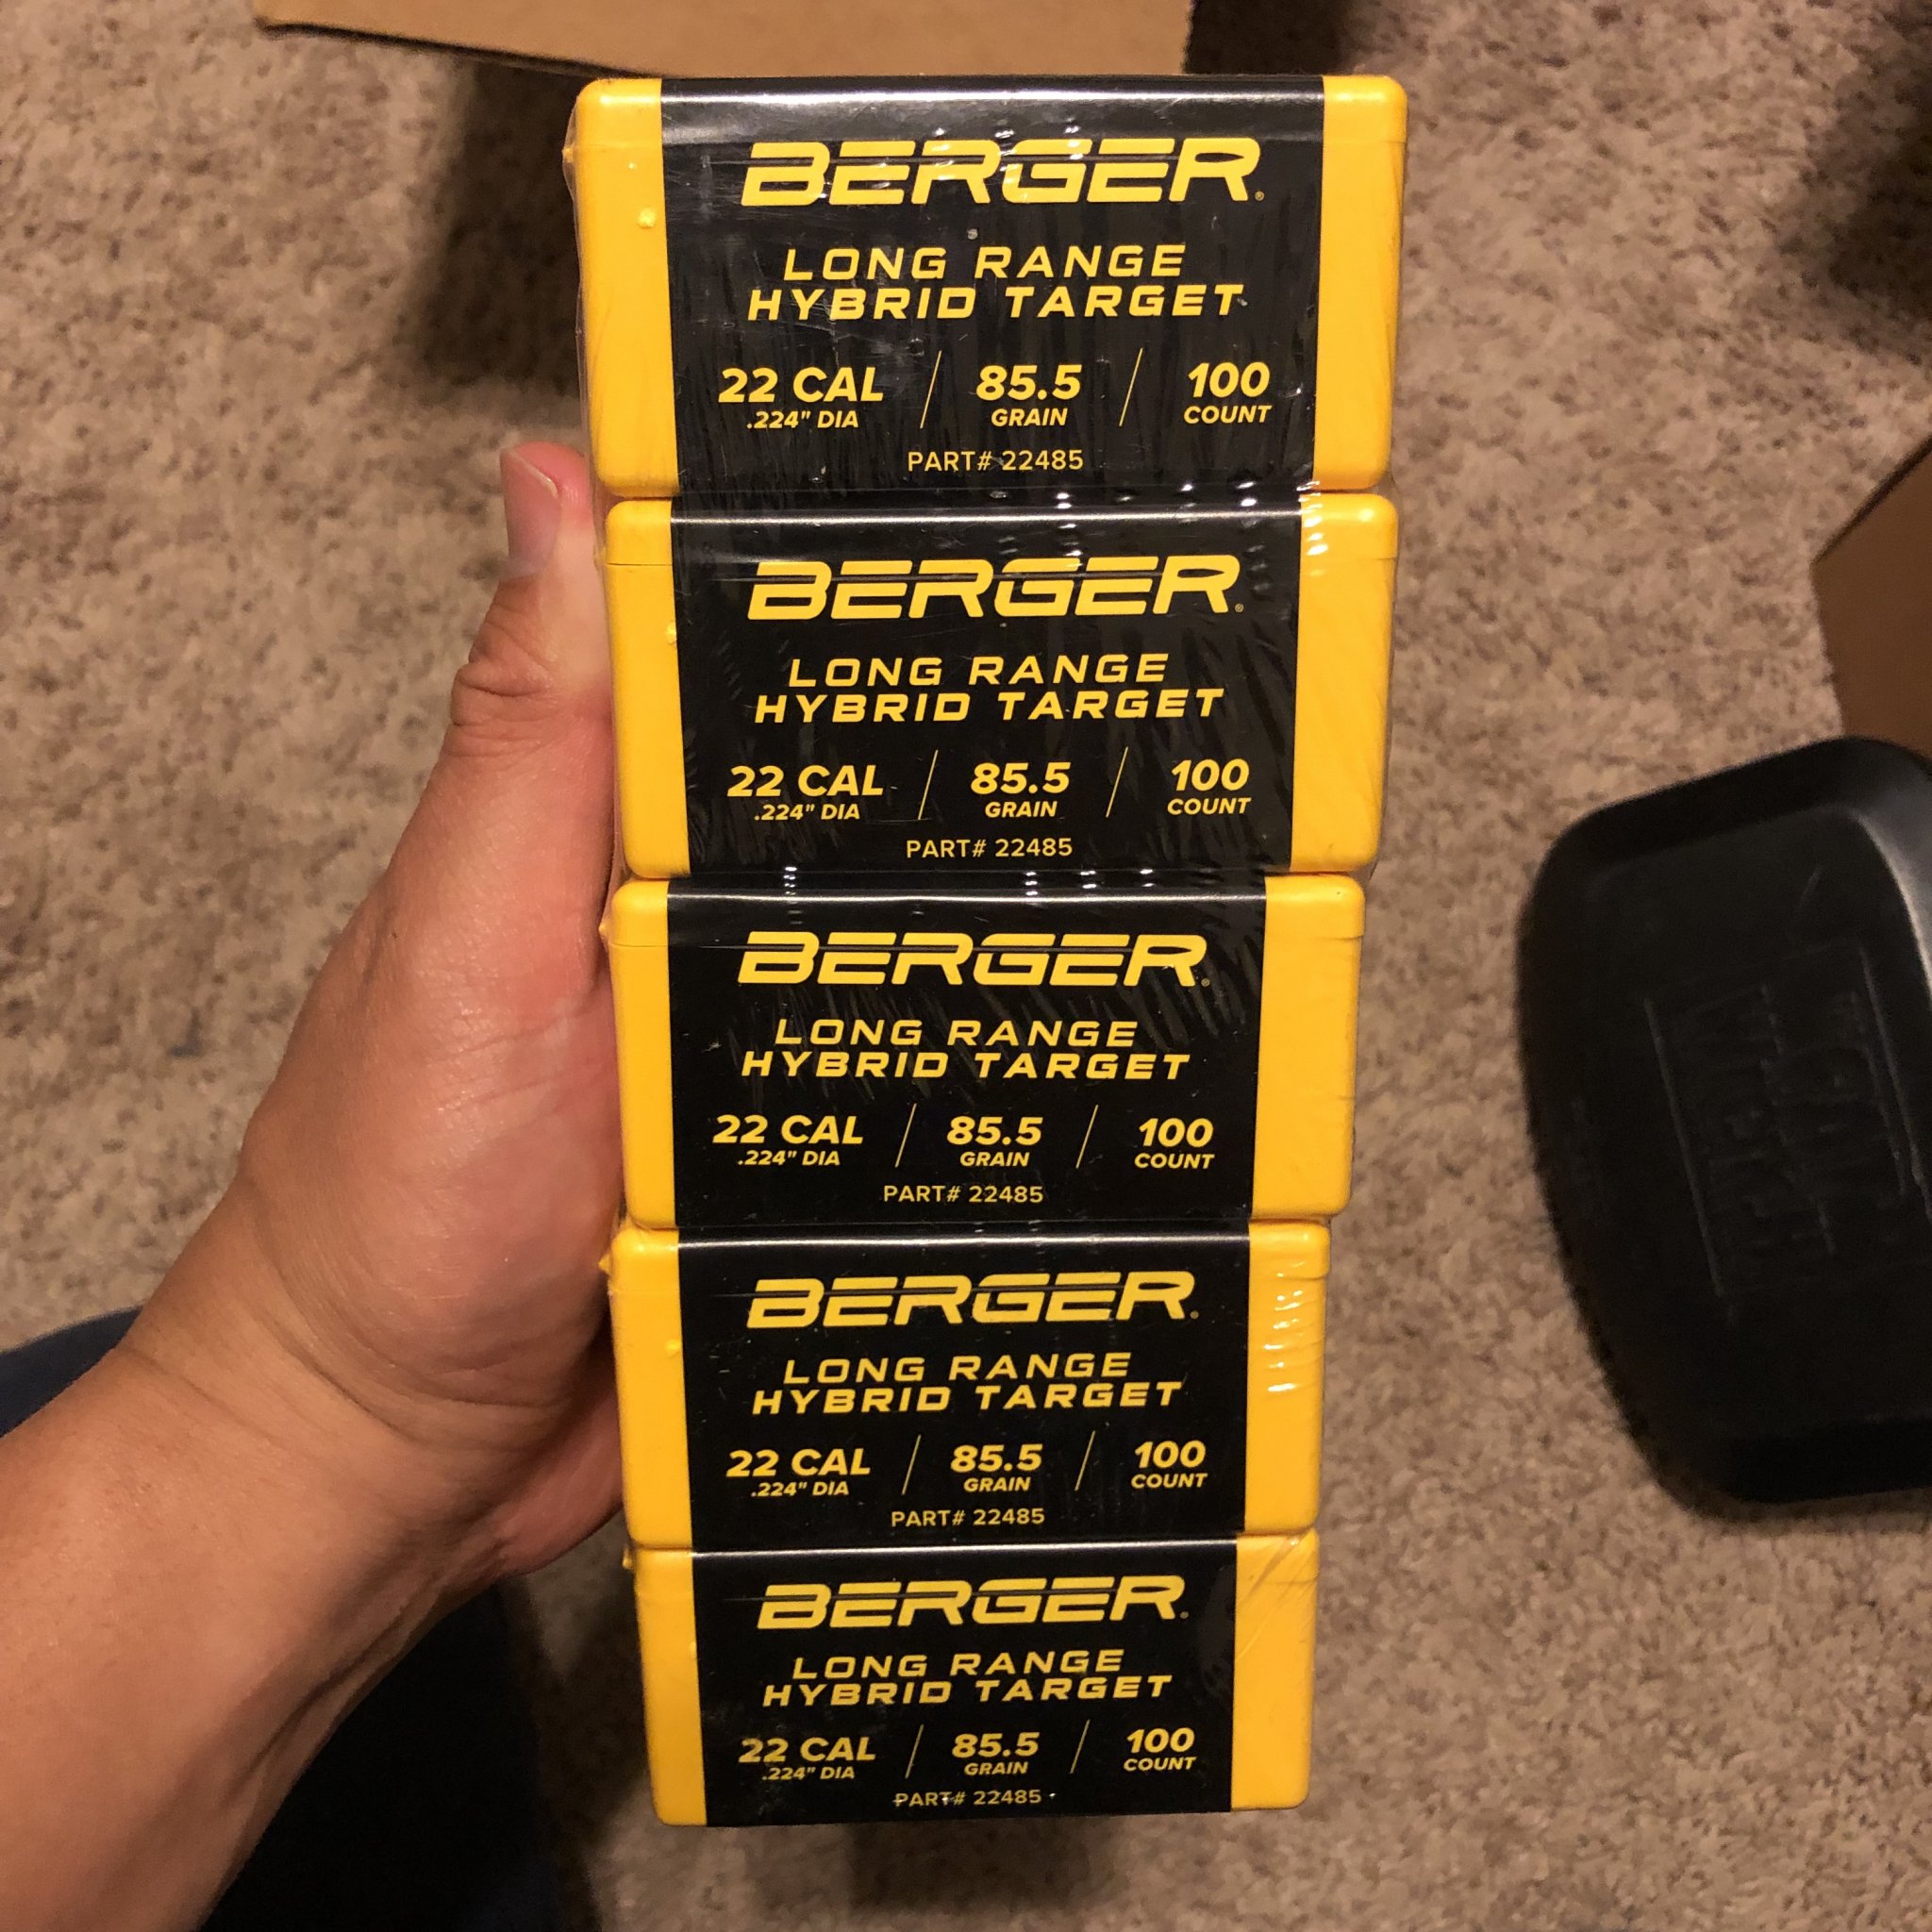 BERGER®
LONG RANGE
HYBRID TARGET
22 CAL / 85.5 / 100
.224" DIA GRAIN COUNT
PART# 22485
BERGER®
LONG RANGE
HYBRID TARGET
22 CAL / 85.5 / 100
.224" DIA GRAIN COUNT
PART# 22485
BERGER®
LONG RANGE
HYBRID TARGET
22 CAL / 85.5 / 100
.224" DIA GRAIN COUNT
PART# 22485
BERGER®
LONG RANGE
HYBRID TARGET
22 CAL / 85.5 / 100
.224" DIA GRAIN COUNT
PART# 22485
BERGER®
LONG RANGE
HYBRID TARGET
22 CAL / 85.5 / 100
.224" DIA GRAIN COUNT
PART# 22485